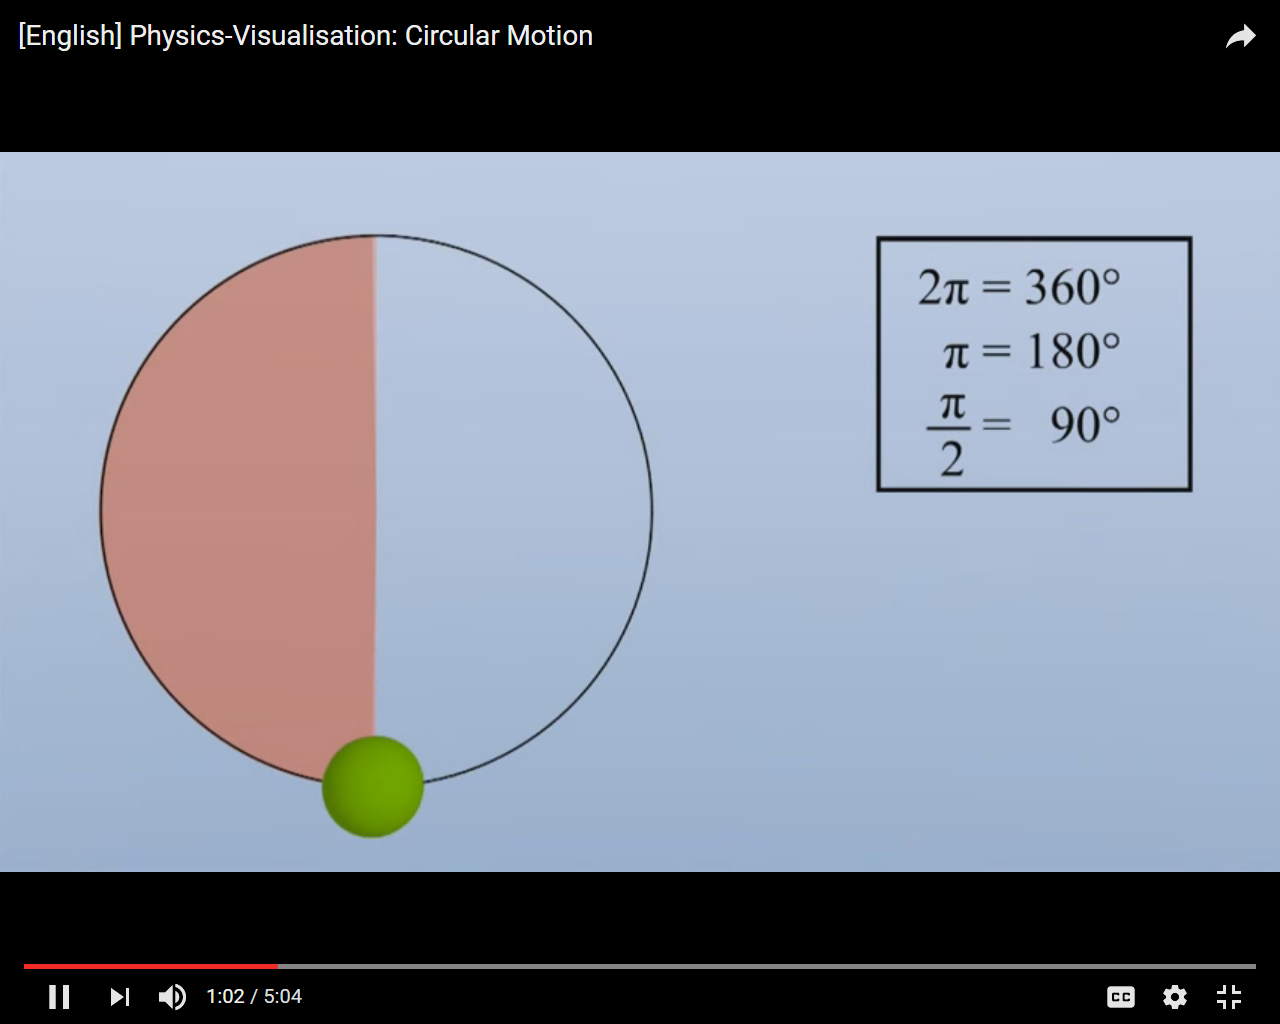 [English] Physics-Visualisation: Circular Motion
2π = 360°
π = 180°
π/2 = 90°
1:02 / 5:04
CC